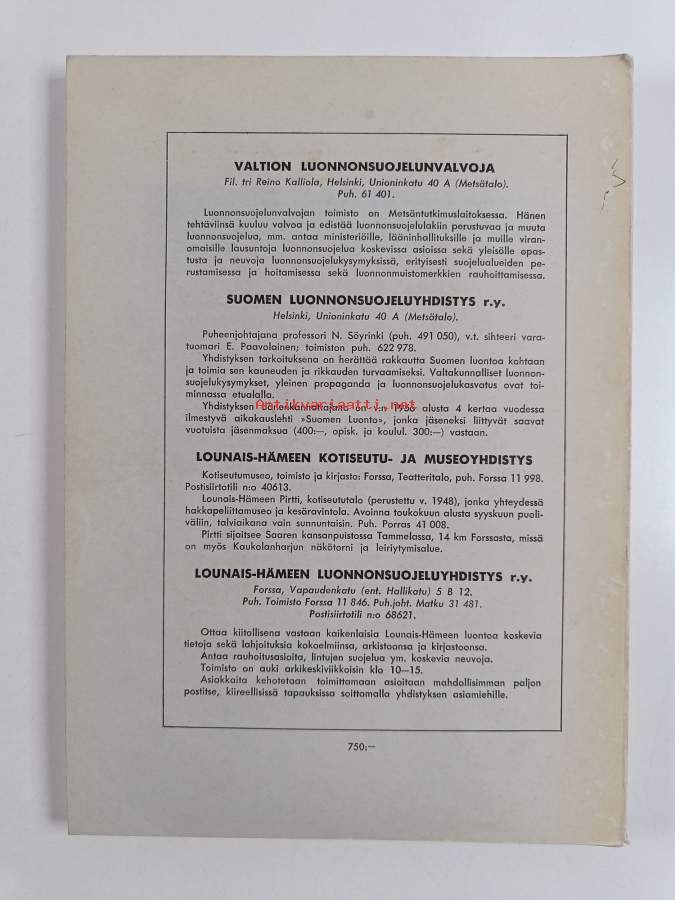 VALTION LUONNONSUOJELUNVALVOJA
Fil. tri Reino Kalliola, Helsinki, Unioninkatu 40 A (Metsätalo).
Puh. 61 401.
Luonnonsuojelunvalvojan toimisto on Metsäntutkimuslaitoksessa. Hänen
tehtäviinsä kuuluu valvoa ja edistää luonnonsuojelulakiin perustuvaa ja muuta
luonnonsuojelua, mm. antaa ministeriöille, lääninhallituksille ja muille viran-
omaisille lausuntoja luonnonsuojelua koskevissa asioissa sekä yleisölle opas-
tusta ja neuvoja luonnonsuojelukysymyksissä, erityisesti suojelualueiden pe-
rustamisessa ja hoitamisessa sekä luonnonmuistomerkkien rauhoittamisessa.
SUOMEN LUONNONSUOJELUYHDISTYS r.y.
Helsinki, Unioninkatu 40 A (Metsätalo).
Puheenjohtajana professori N. Söyrinki (puh. 491 050), v.t. sihteeri vara-
tuomari E. Paavolainen; toimiston puh. 622 978.
Yhdistyksen tarkoituksena on herättää rakkautta Suomen luontoa kohtaan
ja toimia sen kauneuden ja rikkauden turvaamiseksi. Valtakunnalliset luonnon-
suojelukysymykset, yleinen propaganda ja luonnonsuojelukasvatus ovat toi-
minnassa etualalla.
Antikvariaatti.net
Yhdistyksen äänenkannattajana on v:n 1956 alusta 4 kertaa vuodessa
ilmestyvä aikakauslehti »Suomen Luonto», jonka jäseneksi liittyvät saavat
vuotuista jäsenmaksua (400:—, opisk. ja koulul. 300:—) vastaan.
LOUNAIS-HÄMEEN KOTISEUTU- JA MUSEOYHDISTYS
Kotiseutumuseo, toimisto ja kirjasto: Forssa, Teatteritalo, puh. Forssa 11 998.
Postisiirtotili n:o 40613.
Lounais-Hämeen Pirtti, kotiseututalo (perustettu v. 1948), jonka yhteydessä
hakkapeliittamuseo ja kesäravintola. Avoinna toukokuun alusta syyskuun puoli-
väliin, talviaikana vain sunnuntaisin. Puh. Porras 41 008.
Pirtti sijaitsee Saaren kansanpuistossa Tammelassa, 14 km Forssasta, missä
on myös Kaukolanharjun näkötorni ja leiriytymisalue.
LOUNAIS-HÄMEEN LUONNONSUOJELUYHDISTYS r.y.
Forssa, Vapaudenkatu (ent. Hallikatu) 5 B 12.
Puh. Toimisto Forssa 11 846. Puh.joht. Matku 31 481.
Postisiirtotili n:o 68621.
Ottaa kiitollisena vastaan kaikenlaisia Lounais-Hämeen luontoa koskevia
tietoja sekä lahjoituksia kokoelmiinsa, arkistoonsa ja kirjastoonsa.
Antaa rauhoitusasioita, lintujen suojelua ym. koskevia neuvoja.
Toimisto on auki arkikeskiviikkoisin klo 10—15.
Asiakkaita kehotetaan toimittamaan asioitaan mahdollisimman paljon
postitse, kiireellisissä tapauksissa soittamalla yhdistyksen asiamiehille.
750:—